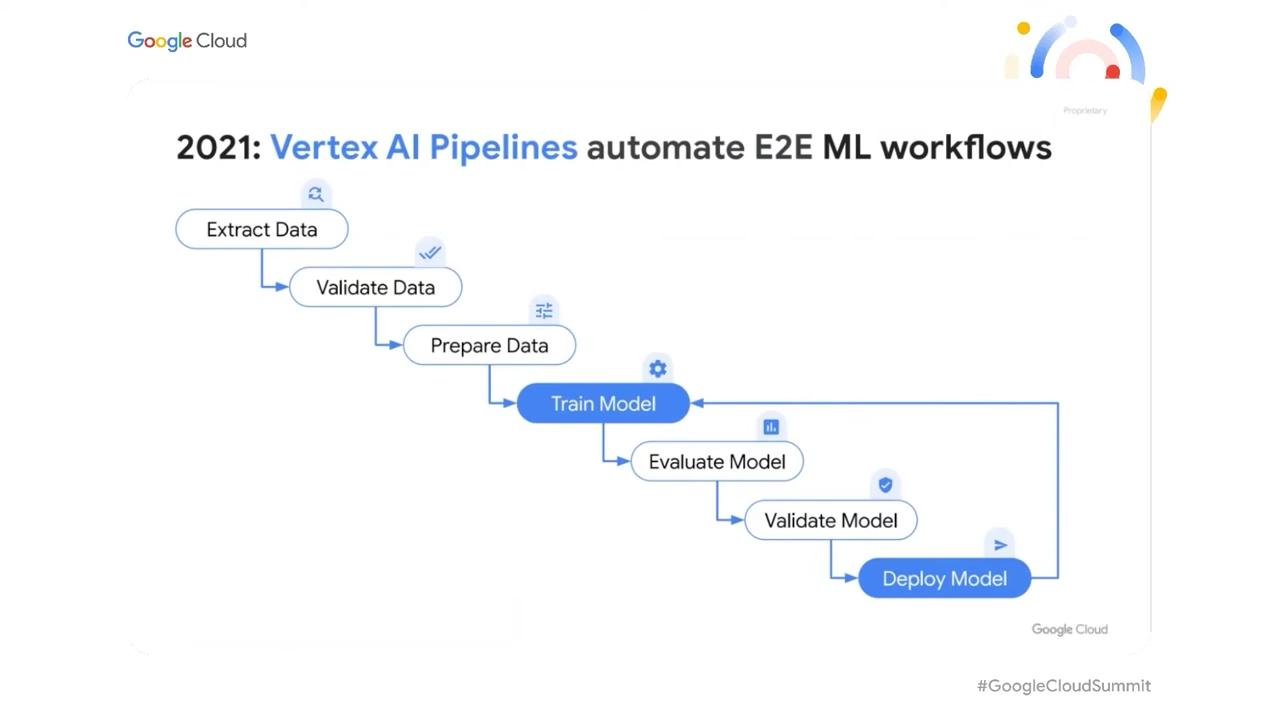 Google Cloud
Proprietary
2021: Vertex AI Pipelines automate E2E ML workflows
Extract Data
Validate Data
Prepare Data
Train Model
Evaluate Model
Validate Model
Deploy Model
Google Cloud
#GoogleCloudSummit